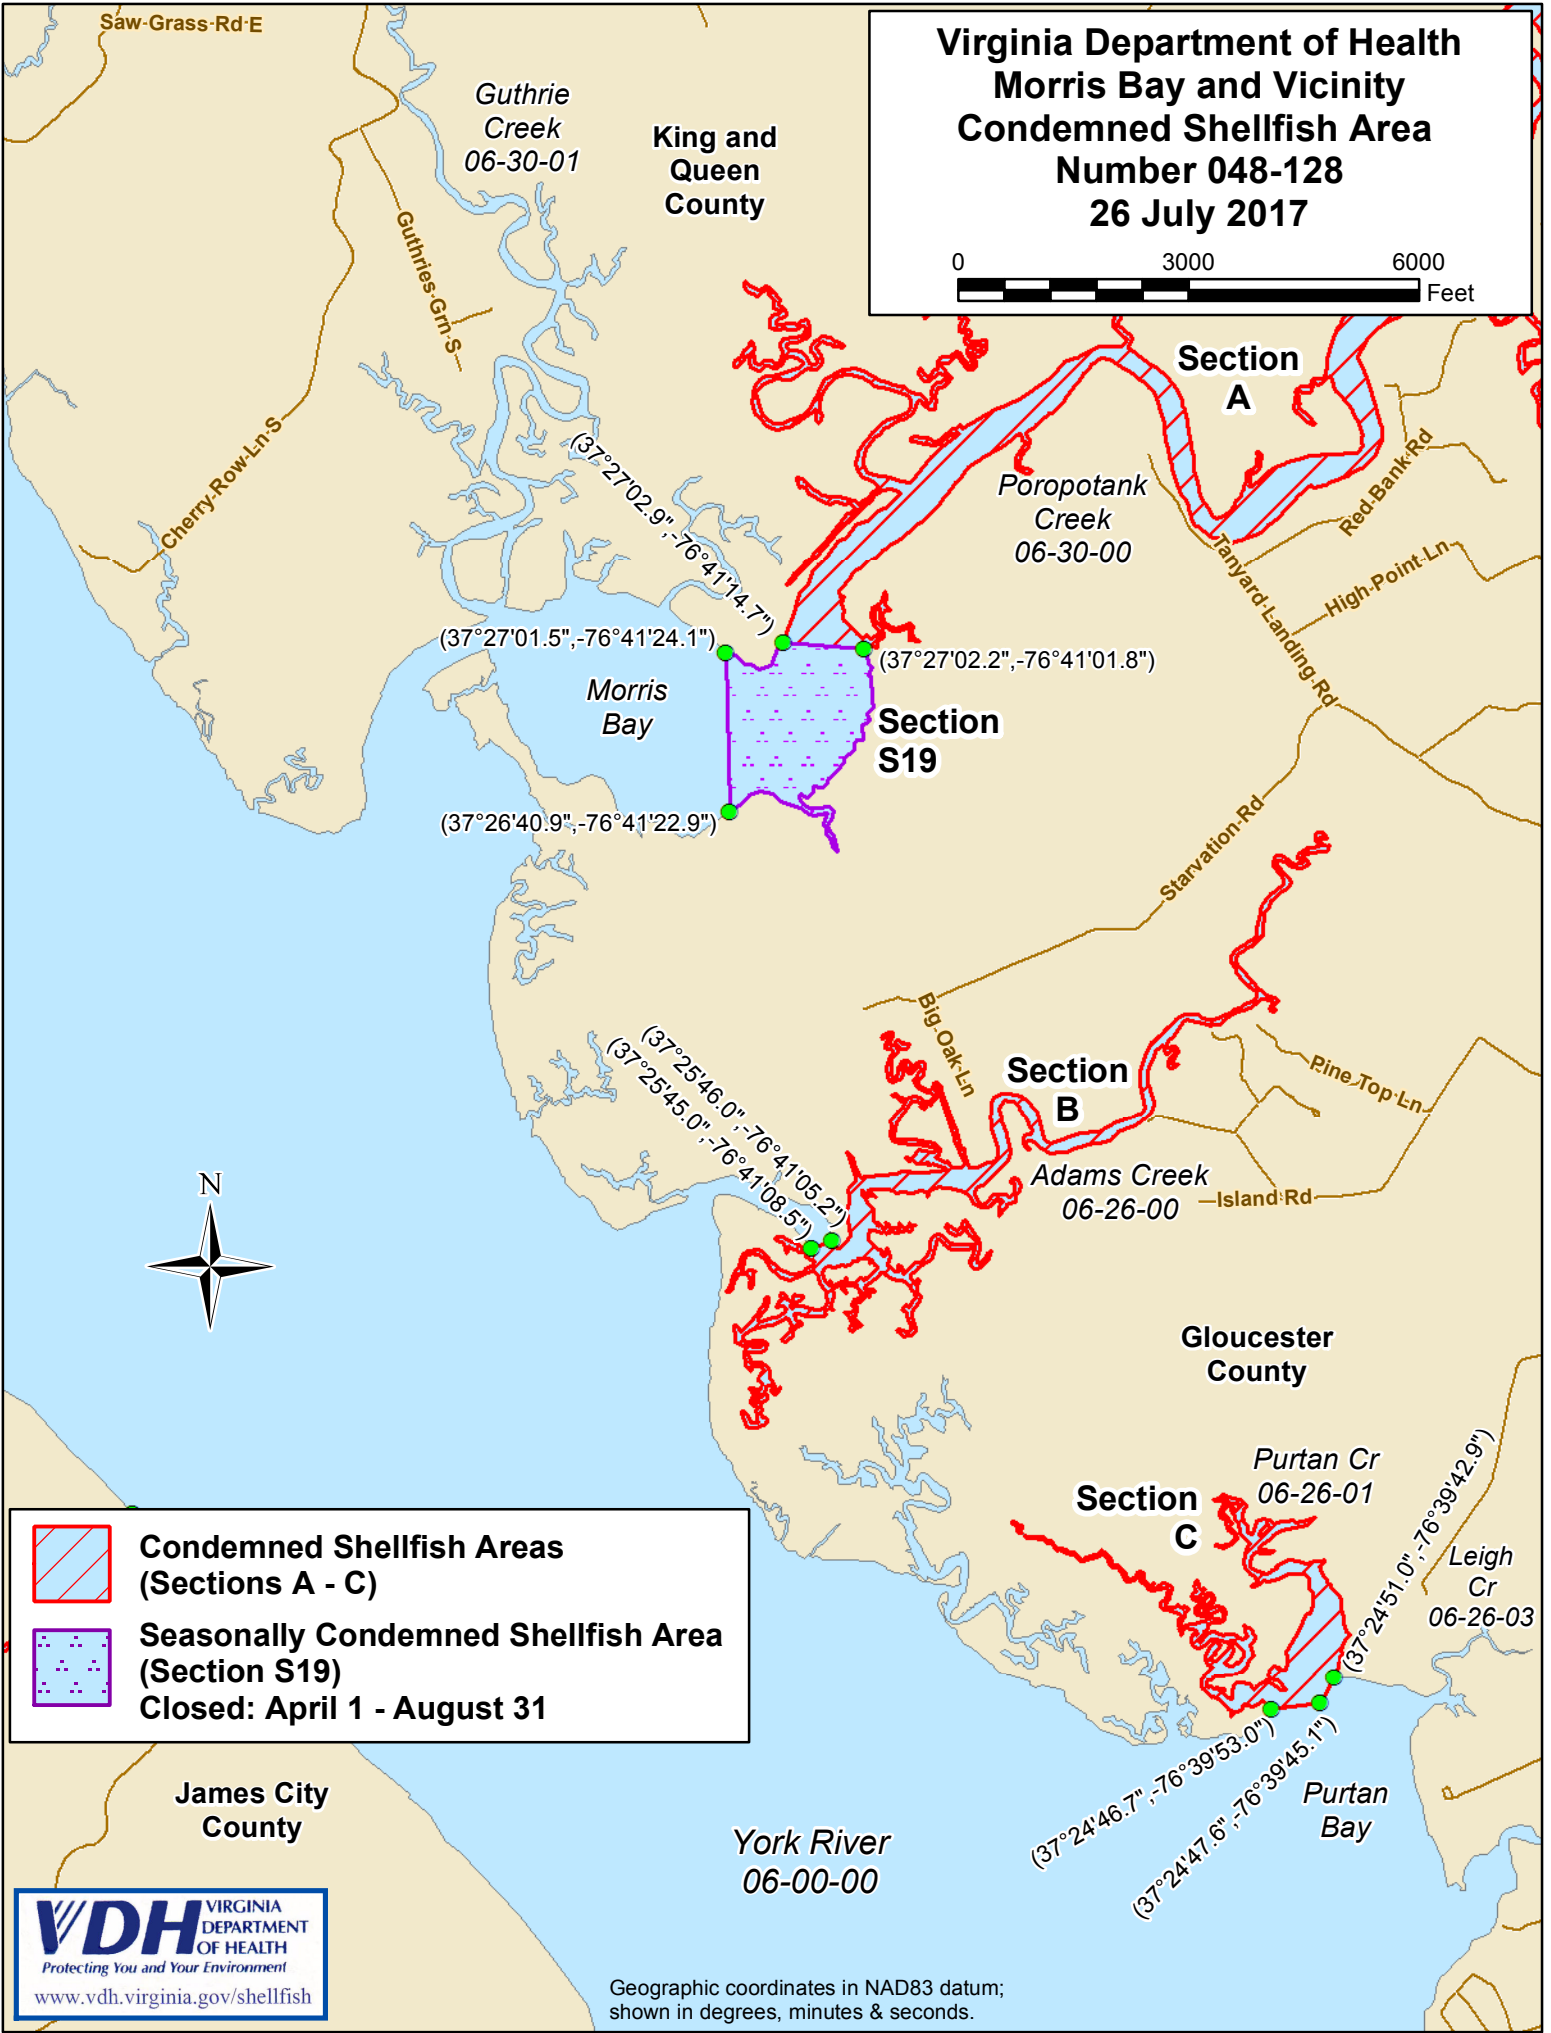 Saw Grass Rd E
Guthrie
Creek
06-30-01
King and
Queen
County
Virginia Department of Health
Morris Bay and Vicinity
Condemned Shellfish Area
Number 048-128
26 July 2017
0 3000 6000
Feet
Guthries Grn S
Section
A
Cherry Row Ln S
(37°27'02.9",-76°41'14.7")
Poropotank
Creek
06-30-00
Red Bank Rd
Tanyard Landing Rd
High Point Ln
(37°27'01.5",-76°41'24.1")
(37°27'02.2",-76°41'01.8")
Morris
Bay
Section
S19
(37°26'40.9",-76°41'22.9")
Starvation Rd
Big Oak Ln
(37°25'46.0",-76°41'05.2")
(37°25'45.0",-76°41'08.5")
Section
B
Pine Top Ln
Adams Creek
06-26-00
Island Rd
N
Gloucester
County
Purtan Cr
06-26-01
Section
C
(37°24'51.0",-76°39'42.9")
Leigh
Cr
06-26-03
Condemned Shellfish Areas
(Sections A - C)
Seasonally Condemned Shellfish Area
(Section S19)
Closed: April 1 - August 31
(37°24'46.7",-76°39'53.0")
(37°24'47.6",-76°39'45.1")
Purtan
Bay
James City
County
York River
06-00-00
VDH
VIRGINIA
DEPARTMENT
OF HEALTH
Protecting You and Your Environment
www.vdh.virginia.gov/shellfish
Geographic coordinates in NAD83 datum;
shown in degrees, minutes & seconds.